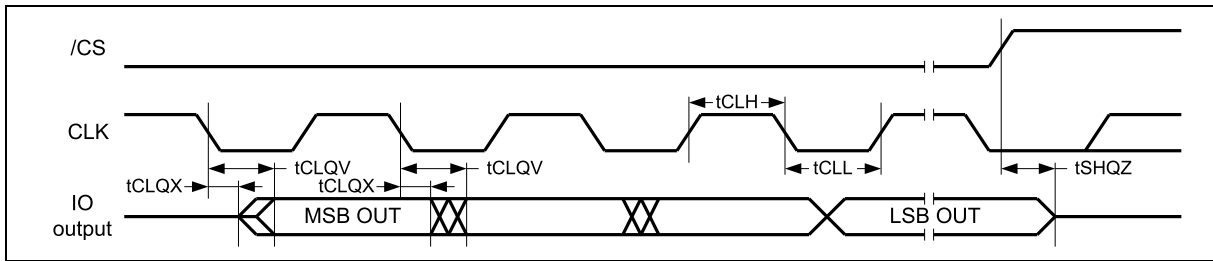 /CS
tCLH
CLK
tCLQV
tCLQV
tCLL
tSHQZ
tCLQX
tCLQX
IO
output
MSB OUT
LSB OUT